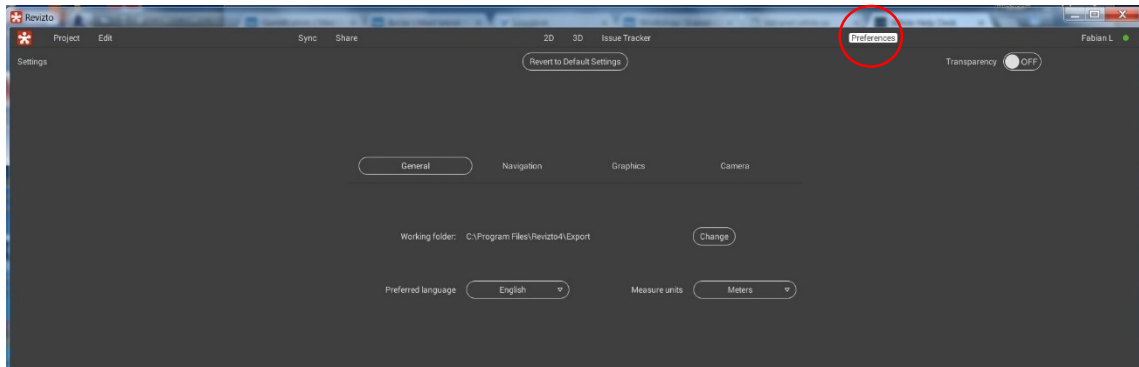 Revizto
Project Edit Sync Share 2D 3D Issue Tracker Preferences Fabian L
Settings Revert to Default Settings Transparency OFF
General Navigation Graphics Camera
Working folder: C:\Program Files\Revizto4\Export Change
Preferred language English Measure units Meters